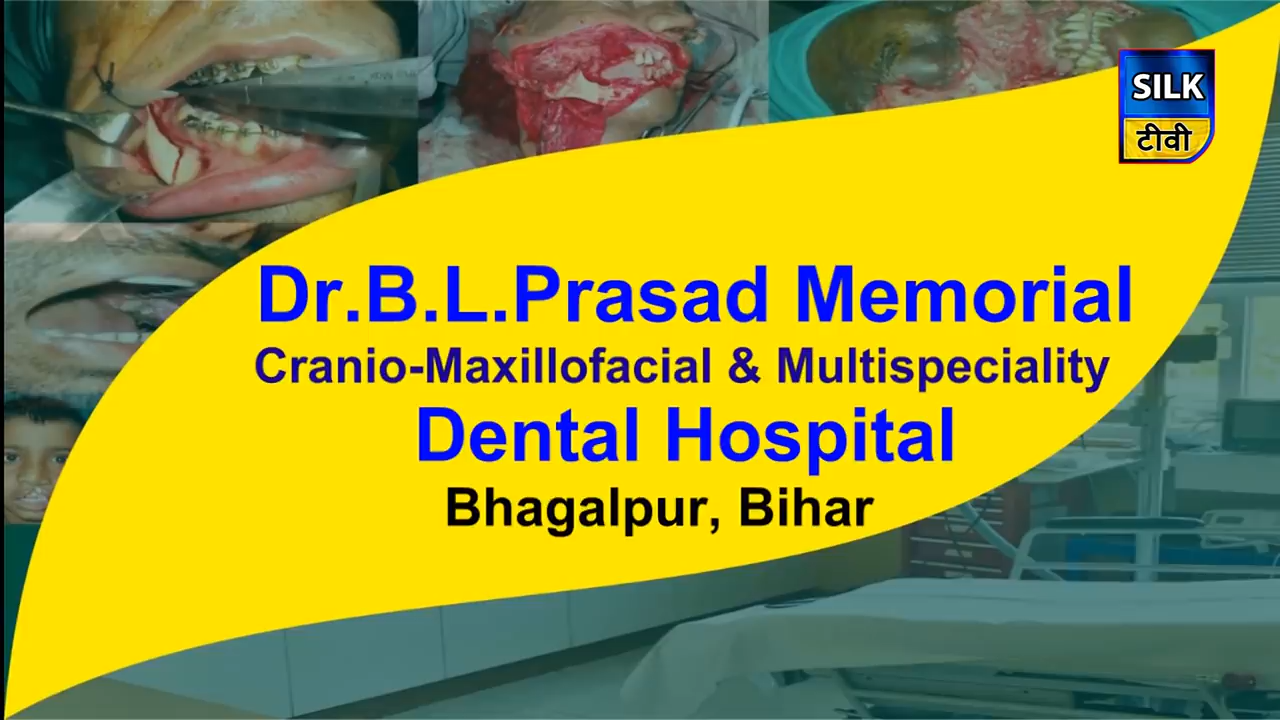 SILK
टीवी
Dr.B.L.Prasad Memorial
Cranio-Maxillofacial & Multispeciality
Dental Hospital
Bhagalpur, Bihar